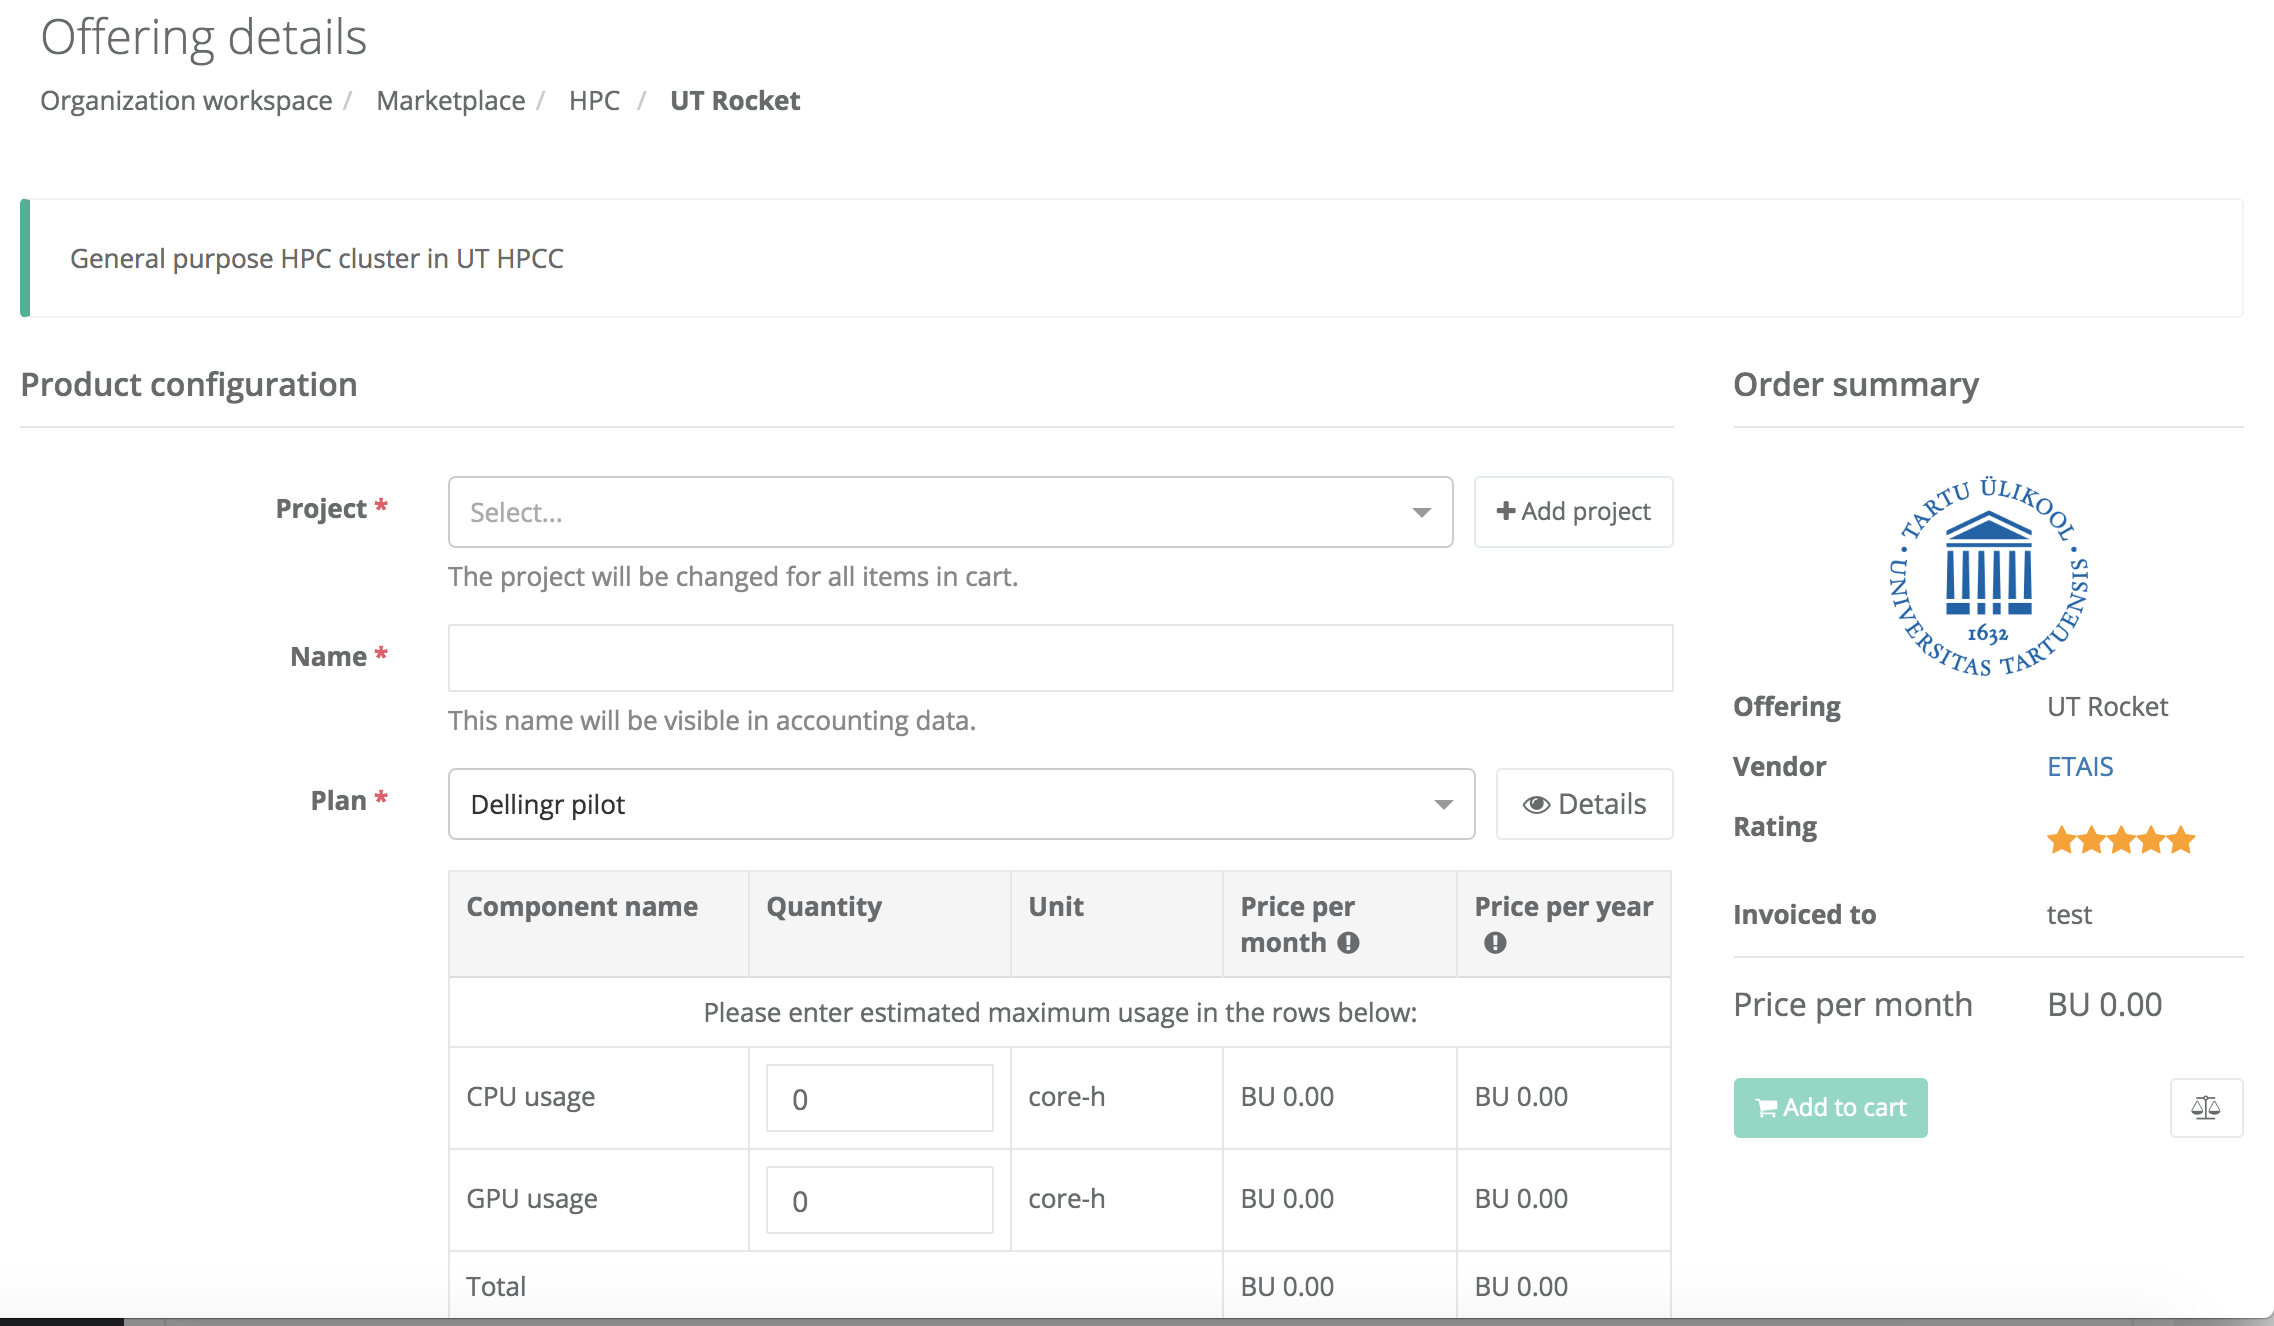 Offering details
Organization workspace / Marketplace / HPC / UT Rocket
General purpose HPC cluster in UT HPCC
Product configuration
Project *
Select...
Add project
The project will be changed for all items in cart.
Name *
This name will be visible in accounting data.
Plan *
Dellingr pilot
Details
Component name Quantity Unit Price per month Price per year
Please enter estimated maximum usage in the rows below:
CPU usage 0 core-h BU 0.00 BU 0.00
GPU usage 0 core-h BU 0.00 BU 0.00
Total BU 0.00 BU 0.00
Order summary
TARTU ÜLIKOOL · UNIVERSITAS TARTUENSIS ·
1632
Offering UT Rocket
Vendor ETAIS
Rating
Invoiced to test
Price per month BU 0.00
Add to cart